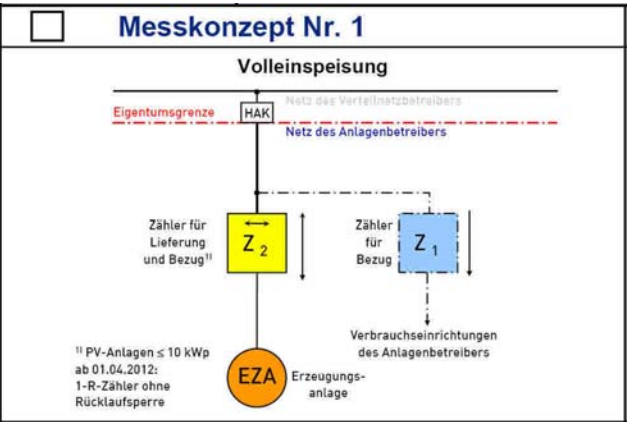 Messkonzept Nr. 1
Volleinspeisung
Netz des Verteilnetzbetreibers
Eigentumsgrenze
HAK
Netz des Anlagenbetreibers
Zähler für
Lieferung
und Bezug¹⁾
Z 2
Zähler
für
Bezug
Z 1
Verbrauchseinrichtungen
des Anlagenbetreibers
¹⁾ PV-Anlagen ≤ 10 kWp
ab 01.04.2012:
1-R-Zähler ohne
Rücklaufsperre
EZA
Erzeugungs-
anlage